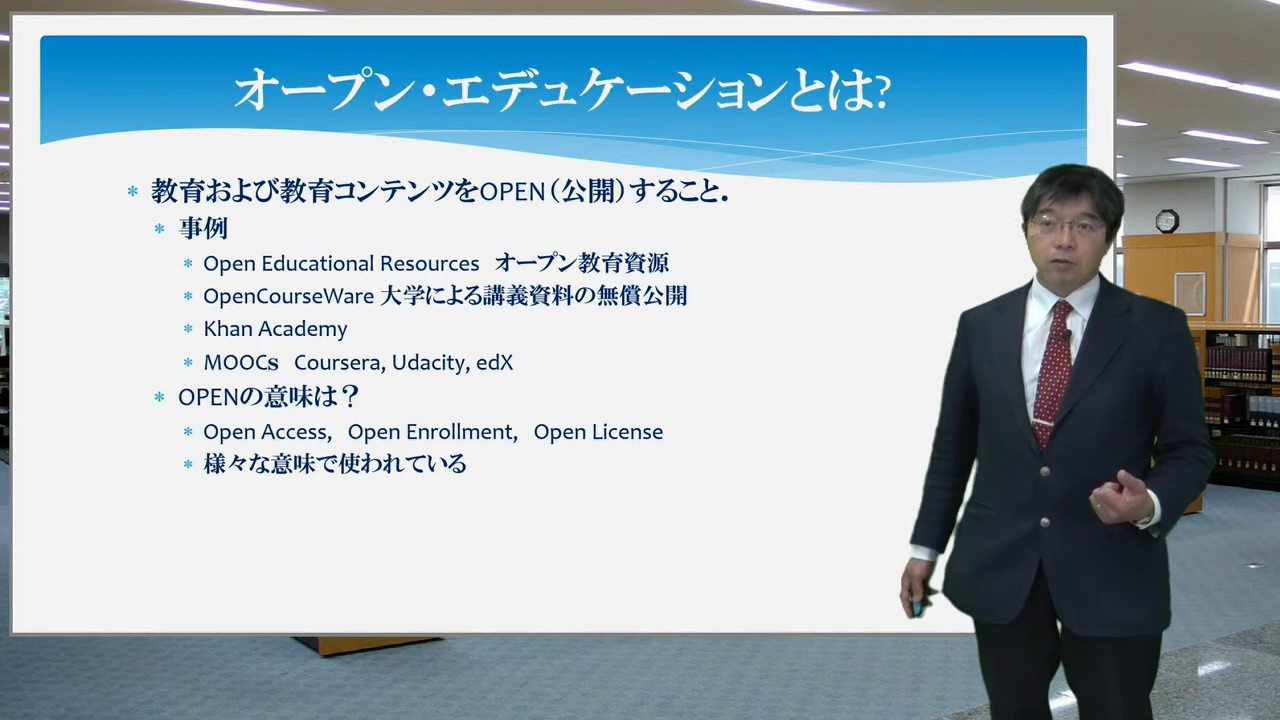 オープン・エデュケーションとは?
教育および教育コンテンツをOPEN（公開）すること．
事例
Open Educational Resources オープン教育資源
OpenCourseWare 大学による講義資料の無償公開
Khan Academy
MOOCs Coursera, Udacity, edX
OPENの意味は？
Open Access, Open Enrollment, Open License
様々な意味で使われている